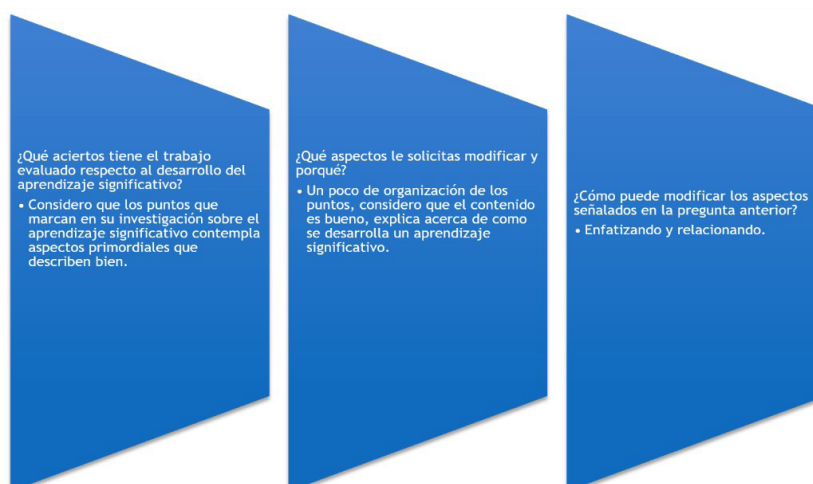 ¿Qué aciertos tiene el trabajo
evaluado respecto al desarrollo del
aprendizaje significativo?
• Considero que los puntos que
marcan en su investigación sobre el
aprendizaje significativo contempla
aspectos primordiales que
describen bien.
¿Qué aspectos le solicitas modificar y
porqué?
• Un poco de organización de los
puntos, considero que el contenido
es bueno, explica acerca de como
se desarrolla un aprendizaje
significativo.
¿Cómo puede modificar los aspectos
señalados en la pregunta anterior?
• Enfatizando y relacionando.